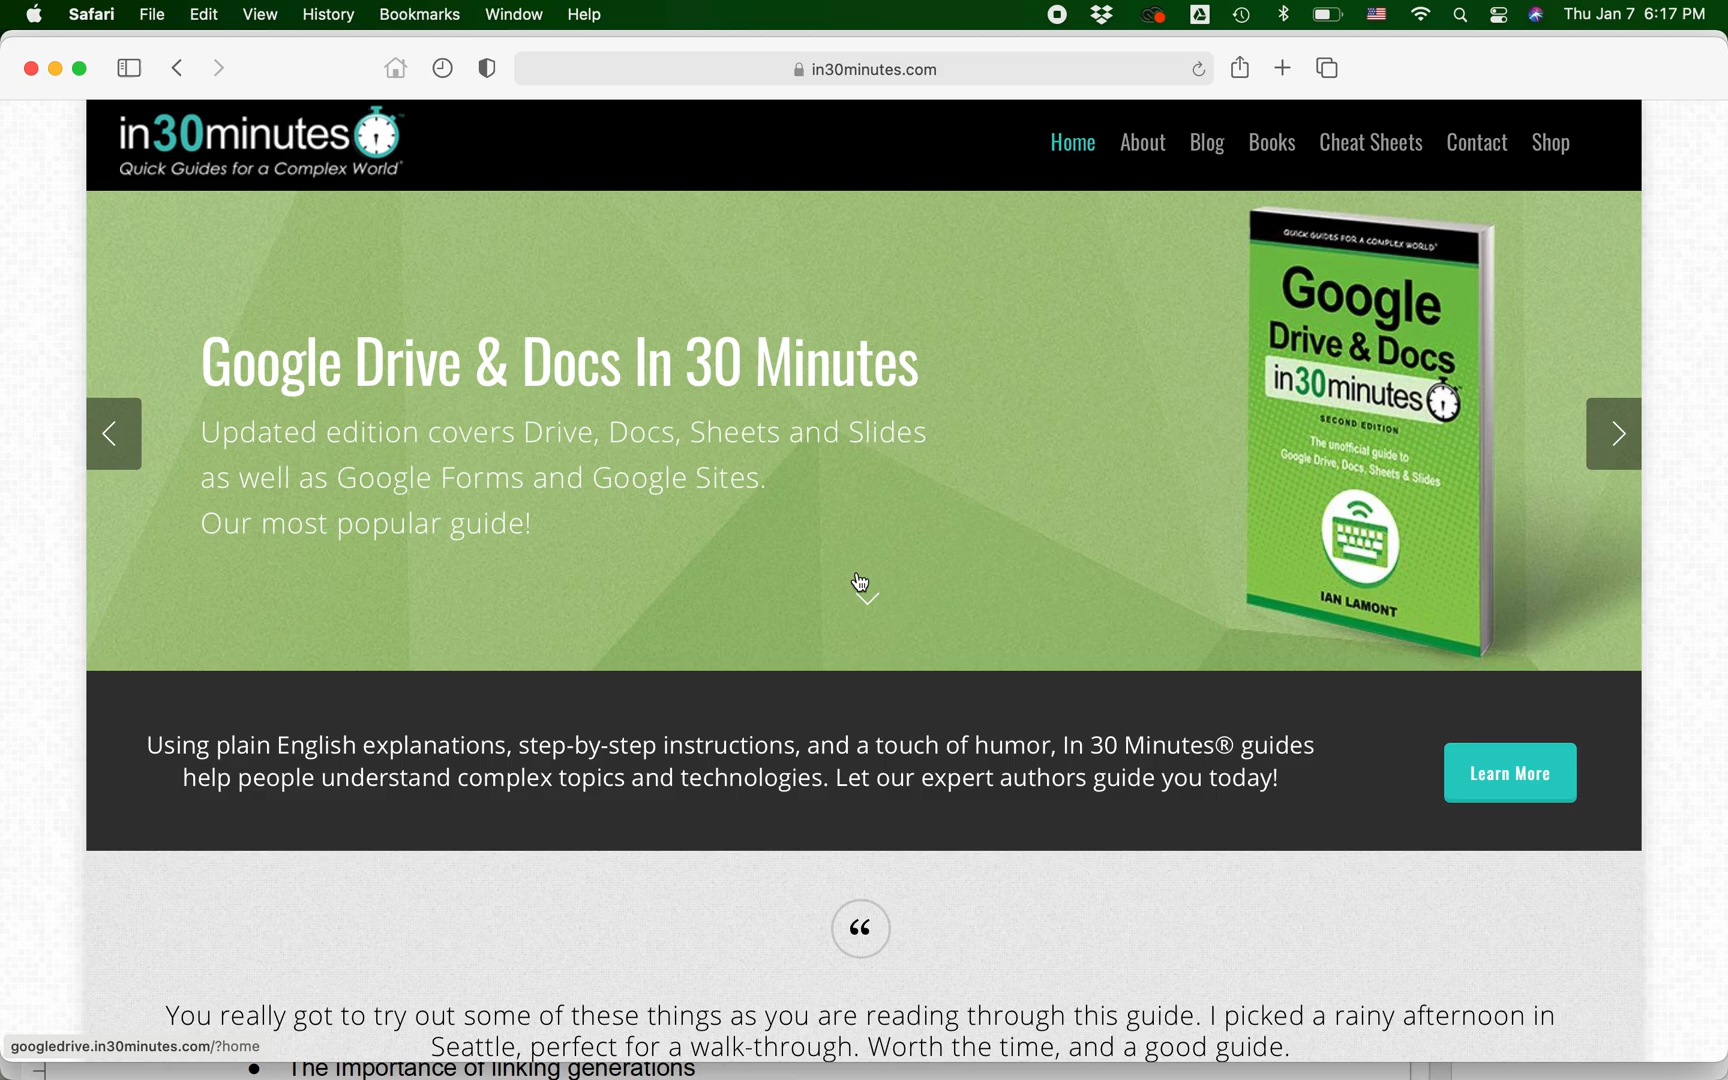 Safari File Edit View History Bookmarks Window Help Thu Jan 7 6:17 PM
in30minutes.com
in30minutes
Quick Guides for a Complex World™
Home About Blog Books Cheat Sheets Contact Shop
Google Drive & Docs In 30 Minutes
Updated edition covers Drive, Docs, Sheets and Slides
as well as Google Forms and Google Sites.
Our most popular guide!
QUICK GUIDES FOR A COMPLEX WORLD™
Google
Drive & Docs
in30minutes
SECOND EDITION
The unofficial guide to
Google Drive, Docs, Sheets & Slides
IAN LAMONT
Using plain English explanations, step-by-step instructions, and a touch of humor, In 30 Minutes® guides
help people understand complex topics and technologies. Let our expert authors guide you today!
Learn More
“
You really got to try out some of these things as you are reading through this guide. I picked a rainy afternoon in
Seattle, perfect for a walk-through. Worth the time, and a good guide.
googledrive.in30minutes.com/?home
● The importance of linking generations